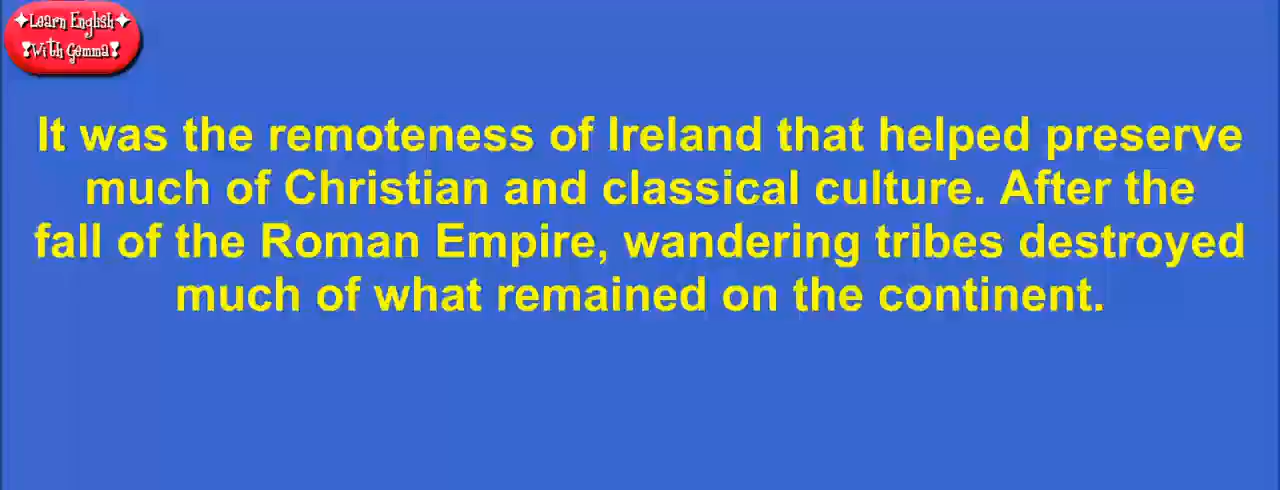 Learn English
With Gemma
It was the remoteness of Ireland that helped preserve
much of Christian and classical culture. After the
fall of the Roman Empire, wandering tribes destroyed
much of what remained on the continent.